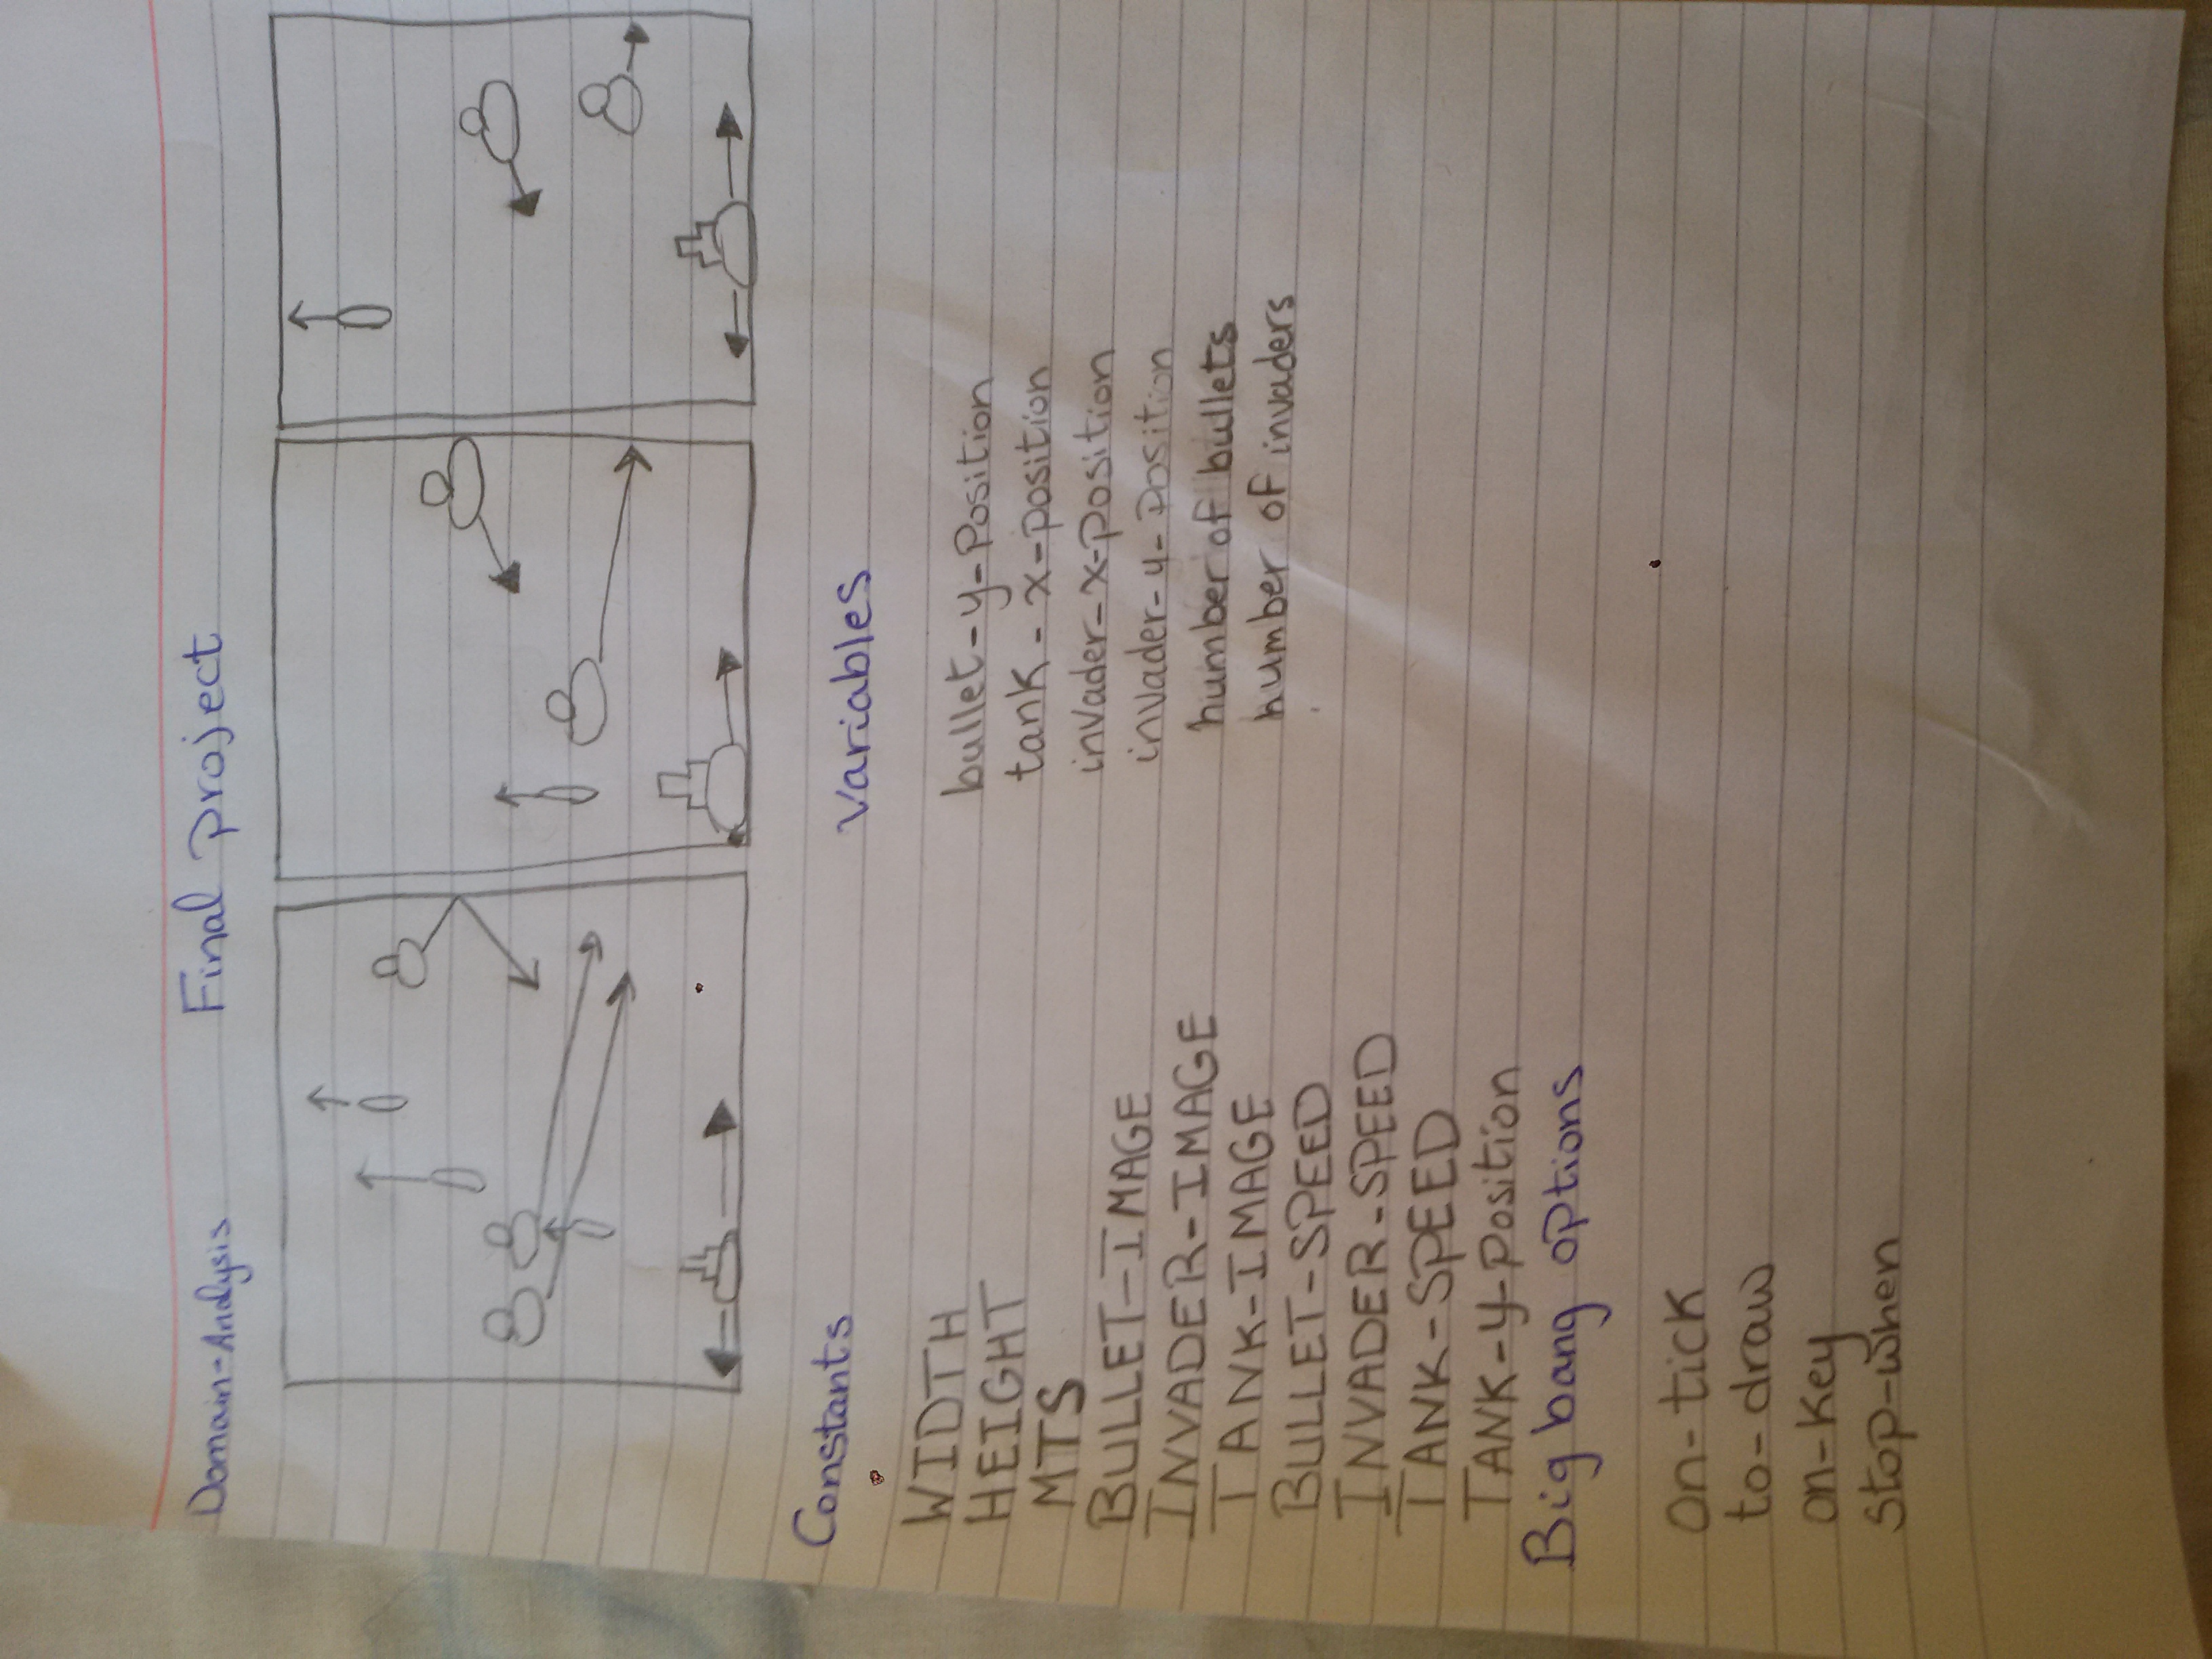 Domain-Analysis Final Project
Constants
WIDTH
HEIGHT
MTS
BULLET-IMAGE
INVADER-IMAGE
TANK-IMAGE
BULLET-SPEED
INVADER-SPEED
TANK-SPEED
TANK-y-Position
Variables
bullet-y-Position
tank-x-position
invader-x-position
invader-y-position
number of bullets
number of invaders
Big bang options
on-tick
to-draw
on-key
stop-when